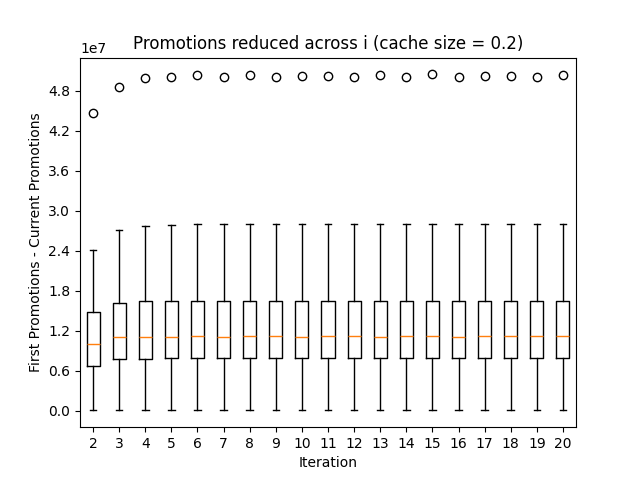 Promotions reduced across i (cache size = 0.2)
1e7
4.8
4.2
3.6
3.0
2.4
1.8
1.2
0.6
0.0
First Promotions - Current Promotions
2 3 4 5 6 7 8 9 10 11 12 13 14 15 16 17 18 19 20
Iteration